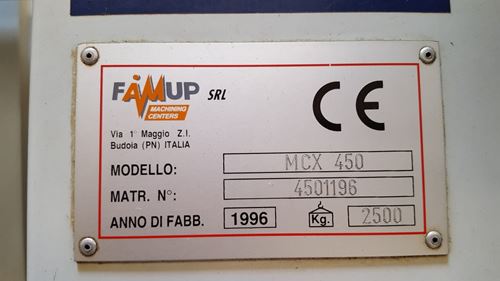 FAMUP SRL
MACHINING
CENTERS
CE
Via 1° Maggio Z.I.
Budoia (PN) ITALIA
MODELLO: MCX 450
MATR. N°: 4501196
ANNO DI FABB. 1996 Kg. 2500